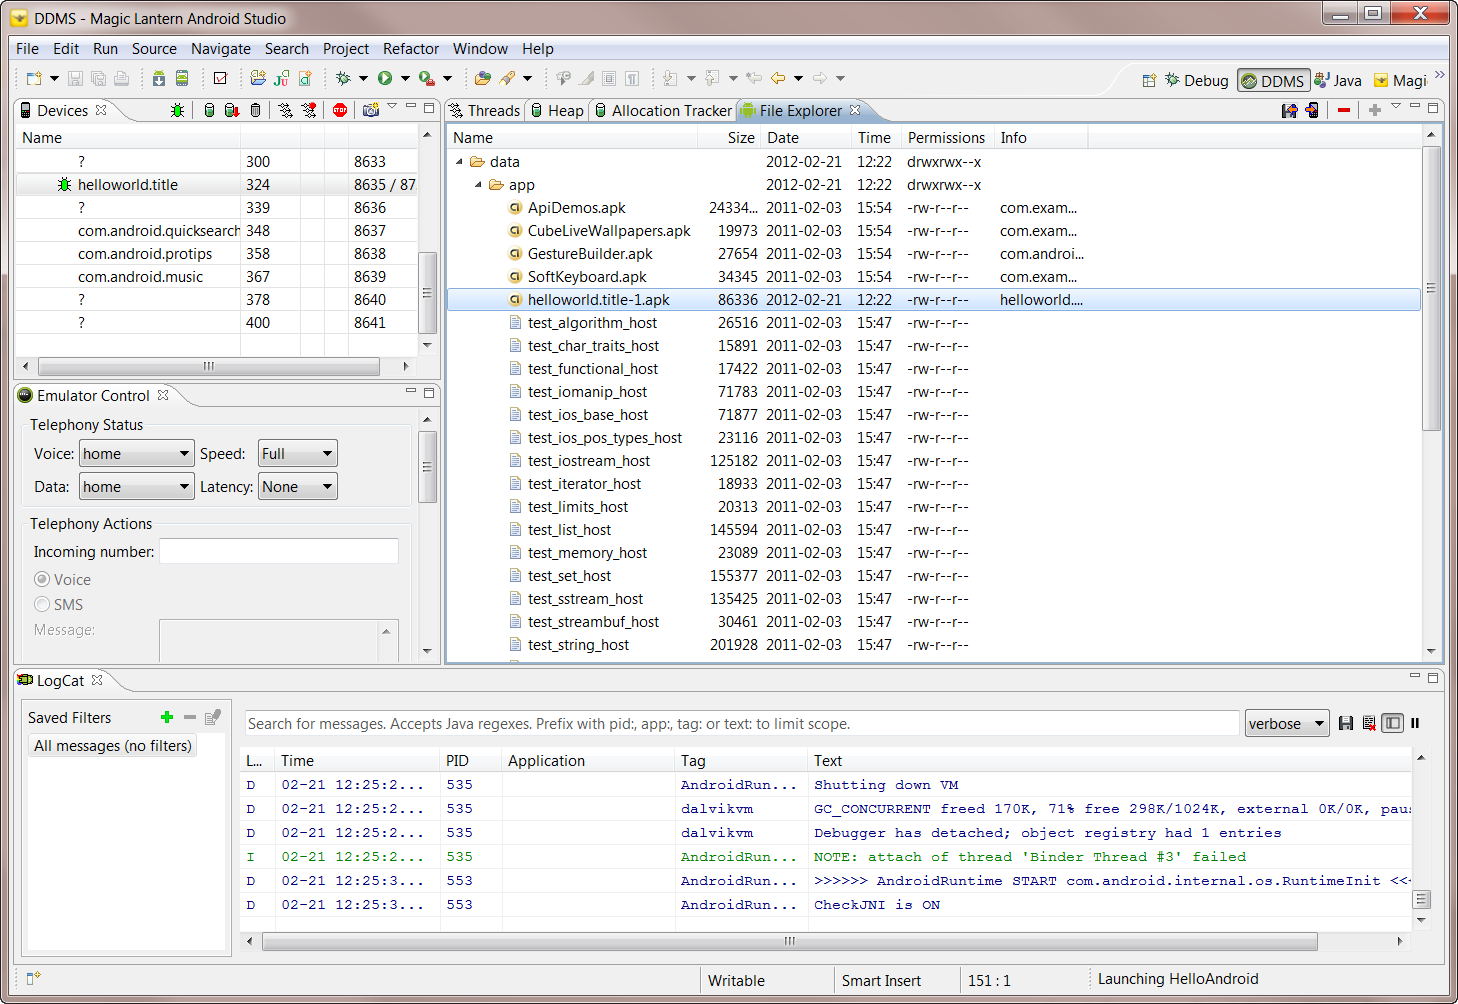 DDMS - Magic Lantern Android Studio
File Edit Run Source Navigate Search Project Refactor Window Help
Debug DDMS Java Magi »
Devices
Name
? 300 8633
helloworld.title 324 8635 / 87
? 339 8636
com.android.quicksearch 348 8637
com.android.protips 358 8638
com.android.music 367 8639
? 378 8640
? 400 8641
Threads Heap Allocation Tracker File Explorer
Name Size Date Time Permissions Info
data 2012-02-21 12:22 drwxrwx--x
app 2012-02-21 12:22 drwxrwx--x
ApiDemos.apk 24334... 2011-02-03 15:54 -rw-r--r-- com.exam...
CubeLiveWallpapers.apk 19973 2011-02-03 15:54 -rw-r--r-- com.exam...
GestureBuilder.apk 27654 2011-02-03 15:54 -rw-r--r-- com.androi...
SoftKeyboard.apk 34345 2011-02-03 15:54 -rw-r--r-- com.exam...
helloworld.title-1.apk 86336 2012-02-21 12:22 -rw-r--r-- helloworld....
test_algorithm_host 26516 2011-02-03 15:47 -rw-r--r--
test_char_traits_host 15891 2011-02-03 15:47 -rw-r--r--
test_functional_host 17422 2011-02-03 15:47 -rw-r--r--
test_iomanip_host 71783 2011-02-03 15:47 -rw-r--r--
test_ios_base_host 71877 2011-02-03 15:47 -rw-r--r--
test_ios_pos_types_host 23116 2011-02-03 15:47 -rw-r--r--
test_iostream_host 125182 2011-02-03 15:47 -rw-r--r--
test_iterator_host 18933 2011-02-03 15:47 -rw-r--r--
test_limits_host 20313 2011-02-03 15:47 -rw-r--r--
test_list_host 145594 2011-02-03 15:47 -rw-r--r--
test_memory_host 23089 2011-02-03 15:47 -rw-r--r--
test_set_host 155377 2011-02-03 15:47 -rw-r--r--
test_sstream_host 135425 2011-02-03 15:47 -rw-r--r--
test_streambuf_host 30461 2011-02-03 15:47 -rw-r--r--
test_string_host 201928 2011-02-03 15:47 -rw-r--r--
Emulator Control
Telephony Status
Voice: home Speed: Full
Data: home Latency: None
Telephony Actions
Incoming number:
Voice
SMS
Message:
LogCat
Saved Filters
All messages (no filters)
Search for messages. Accepts Java regexes. Prefix with pid:, app:, tag: or text: to limit scope.
verbose
L... Time PID Application Tag Text
D 02-21 12:25:2... 535 AndroidRun... Shutting down VM
D 02-21 12:25:2... 535 dalvikvm GC_CONCURRENT freed 170K, 71% free 298K/1024K, external 0K/0K, pau
D 02-21 12:25:2... 535 dalvikvm Debugger has detached; object registry had 1 entries
I 02-21 12:25:2... 535 AndroidRun... NOTE: attach of thread 'Binder Thread #3' failed
D 02-21 12:25:3... 553 AndroidRun... >>>>>> AndroidRuntime START com.android.internal.os.RuntimeInit <<<
D 02-21 12:25:3... 553 AndroidRun... CheckJNI is ON
Writable Smart Insert 151 : 1 Launching HelloAndroid